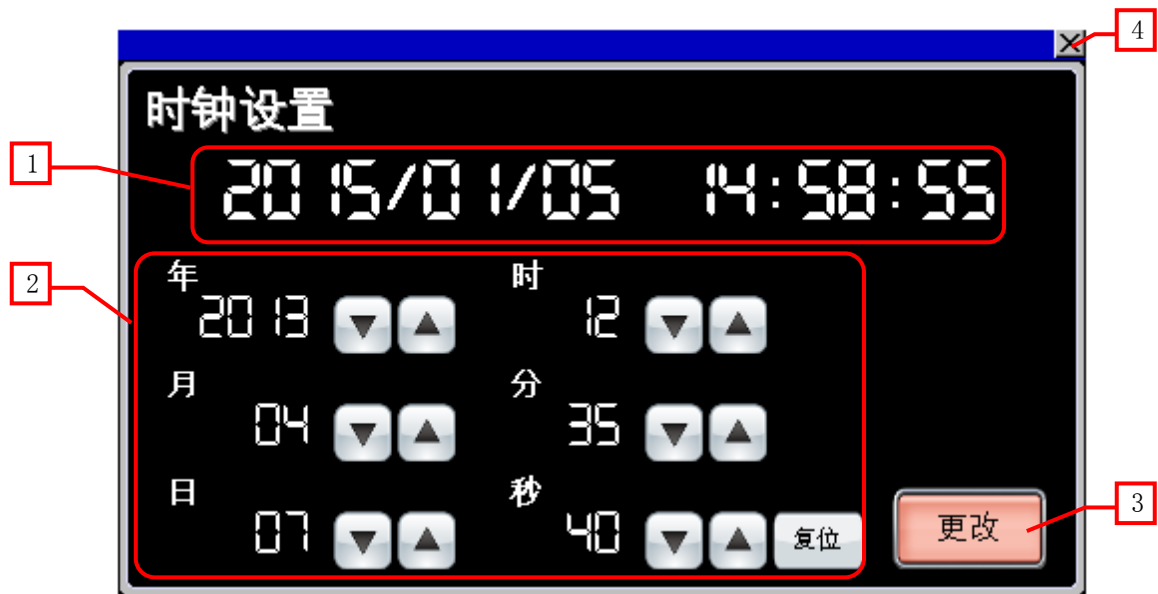 4
时钟设置
1
2015/01/05 14:58:55
2
年 时
2013 ▼ ▲ 12 ▼ ▲
月 分
04 ▼ ▲ 35 ▼ ▲
日 秒
07 ▼ ▲ 40 ▼ ▲ 复位
更改
3